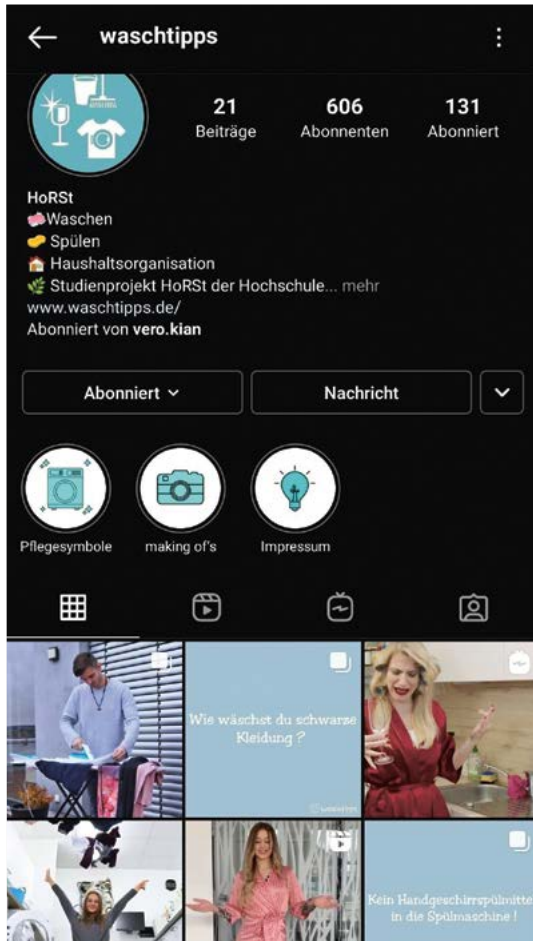 waschtipps
21
606
131
Beiträge
Abonnenten
Abonniert
HoRSt
Waschen
Spülen
Haushaltsorganisation
Studienprojekt HoRSt der Hochschule... mehr
www.waschtipps.de/
Abonniert von vero.kian
Abonniert
Nachricht
Pflegesymbole
making of's
Impressum
Wie wäschst du schwarze
Kleidung ?
Kein Handgeschirrspülmitte
in die Spülmaschine !